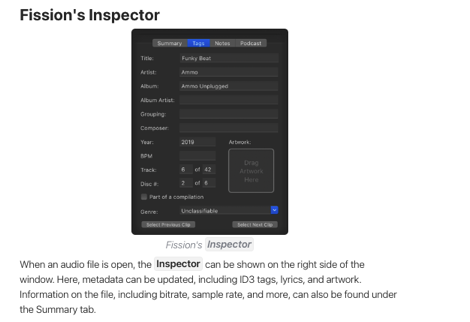 Fission's Inspector
Summary Tags Notes Podcast
Title: Funky Beat
Artist: Ammo
Album: Ammo Unplugged
Album Artist:
Grouping:
Composer:
Year: 2019 Artwork:
BPM
Track: 6 of 42
Disc #: 2 of 6
Drag
Artwork
Here
Part of a compilation
Genre: Unclassifiable
Select Previous Clip Select Next Clip
Fission's Inspector
When an audio file is open, the Inspector can be shown on the right side of the
window. Here, metadata can be updated, including ID3 tags, lyrics, and artwork.
Information on the file, including bitrate, sample rate, and more, can also be found under
the Summary tab.